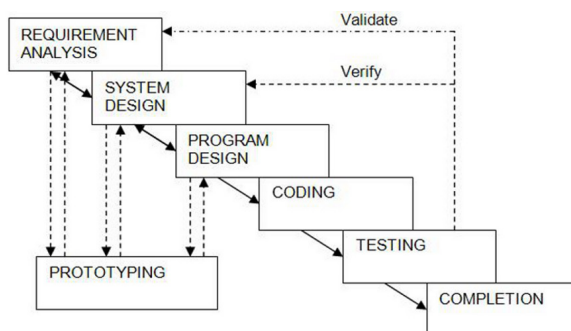 Validate
REQUIREMENT
ANALYSIS
Verify
SYSTEM
DESIGN
PROGRAM
DESIGN
CODING
TESTING
PROTOTYPING
COMPLETION